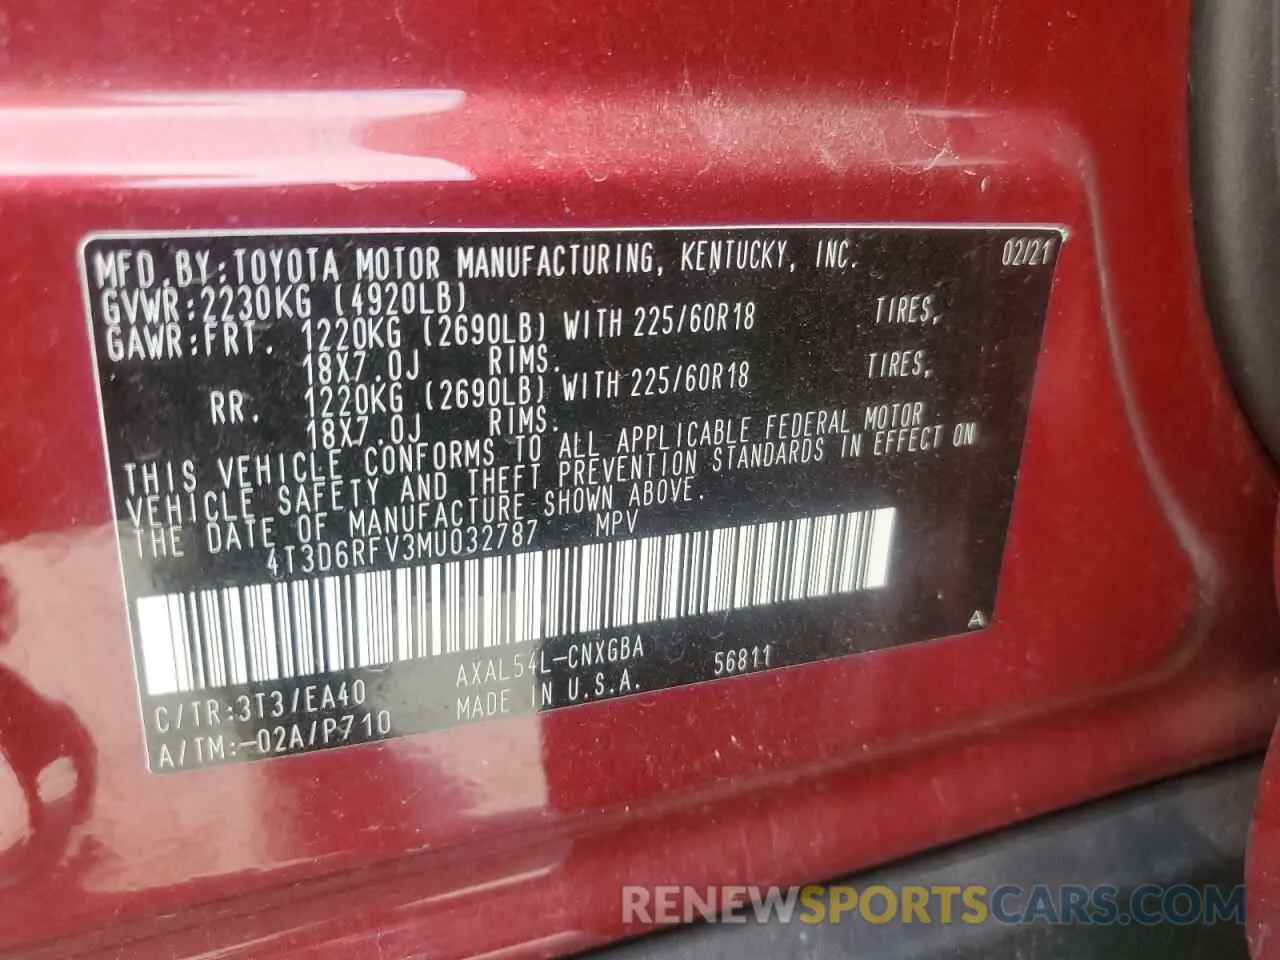 MFD.BY:TOYOTA MOTOR MANUFACTURING, KENTUCKY, INC. 02/21
GVWR:2230KG (4920LB)
GAWR:FRT. 1220KG (2690LB) WITH 225/60R18 TIRES,
18X7.0J RIMS.
RR. 1220KG (2690LB) WITH 225/60R18 TIRES,
18X7.0J RIMS.
THIS VEHICLE CONFORMS TO ALL APPLICABLE FEDERAL MOTOR
VEHICLE SAFETY AND THEFT PREVENTION STANDARDS IN EFFECT ON
THE DATE OF MANUFACTURE SHOWN ABOVE.
4T3D6RFV3MU032787 MPV
A
C/TR:3T3/EA40 AXAL54L-CNXGBA 56811
A/TM:-02A/P710 MADE IN U.S.A.
RENEWSPORTSCARS.COM